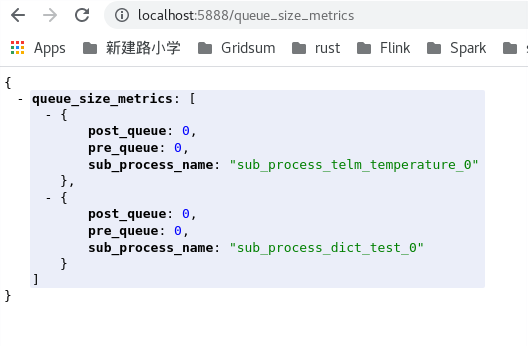 localhost:5888/queue_size_metrics
Apps 新建路小学 Gridsum rust Flink Spark
{
- queue_size_metrics: [
- {
post_queue: 0,
pre_queue: 0,
sub_process_name: "sub_process_telm_temperature_0"
},
- {
post_queue: 0,
pre_queue: 0,
sub_process_name: "sub_process_dict_test_0"
}
]
}